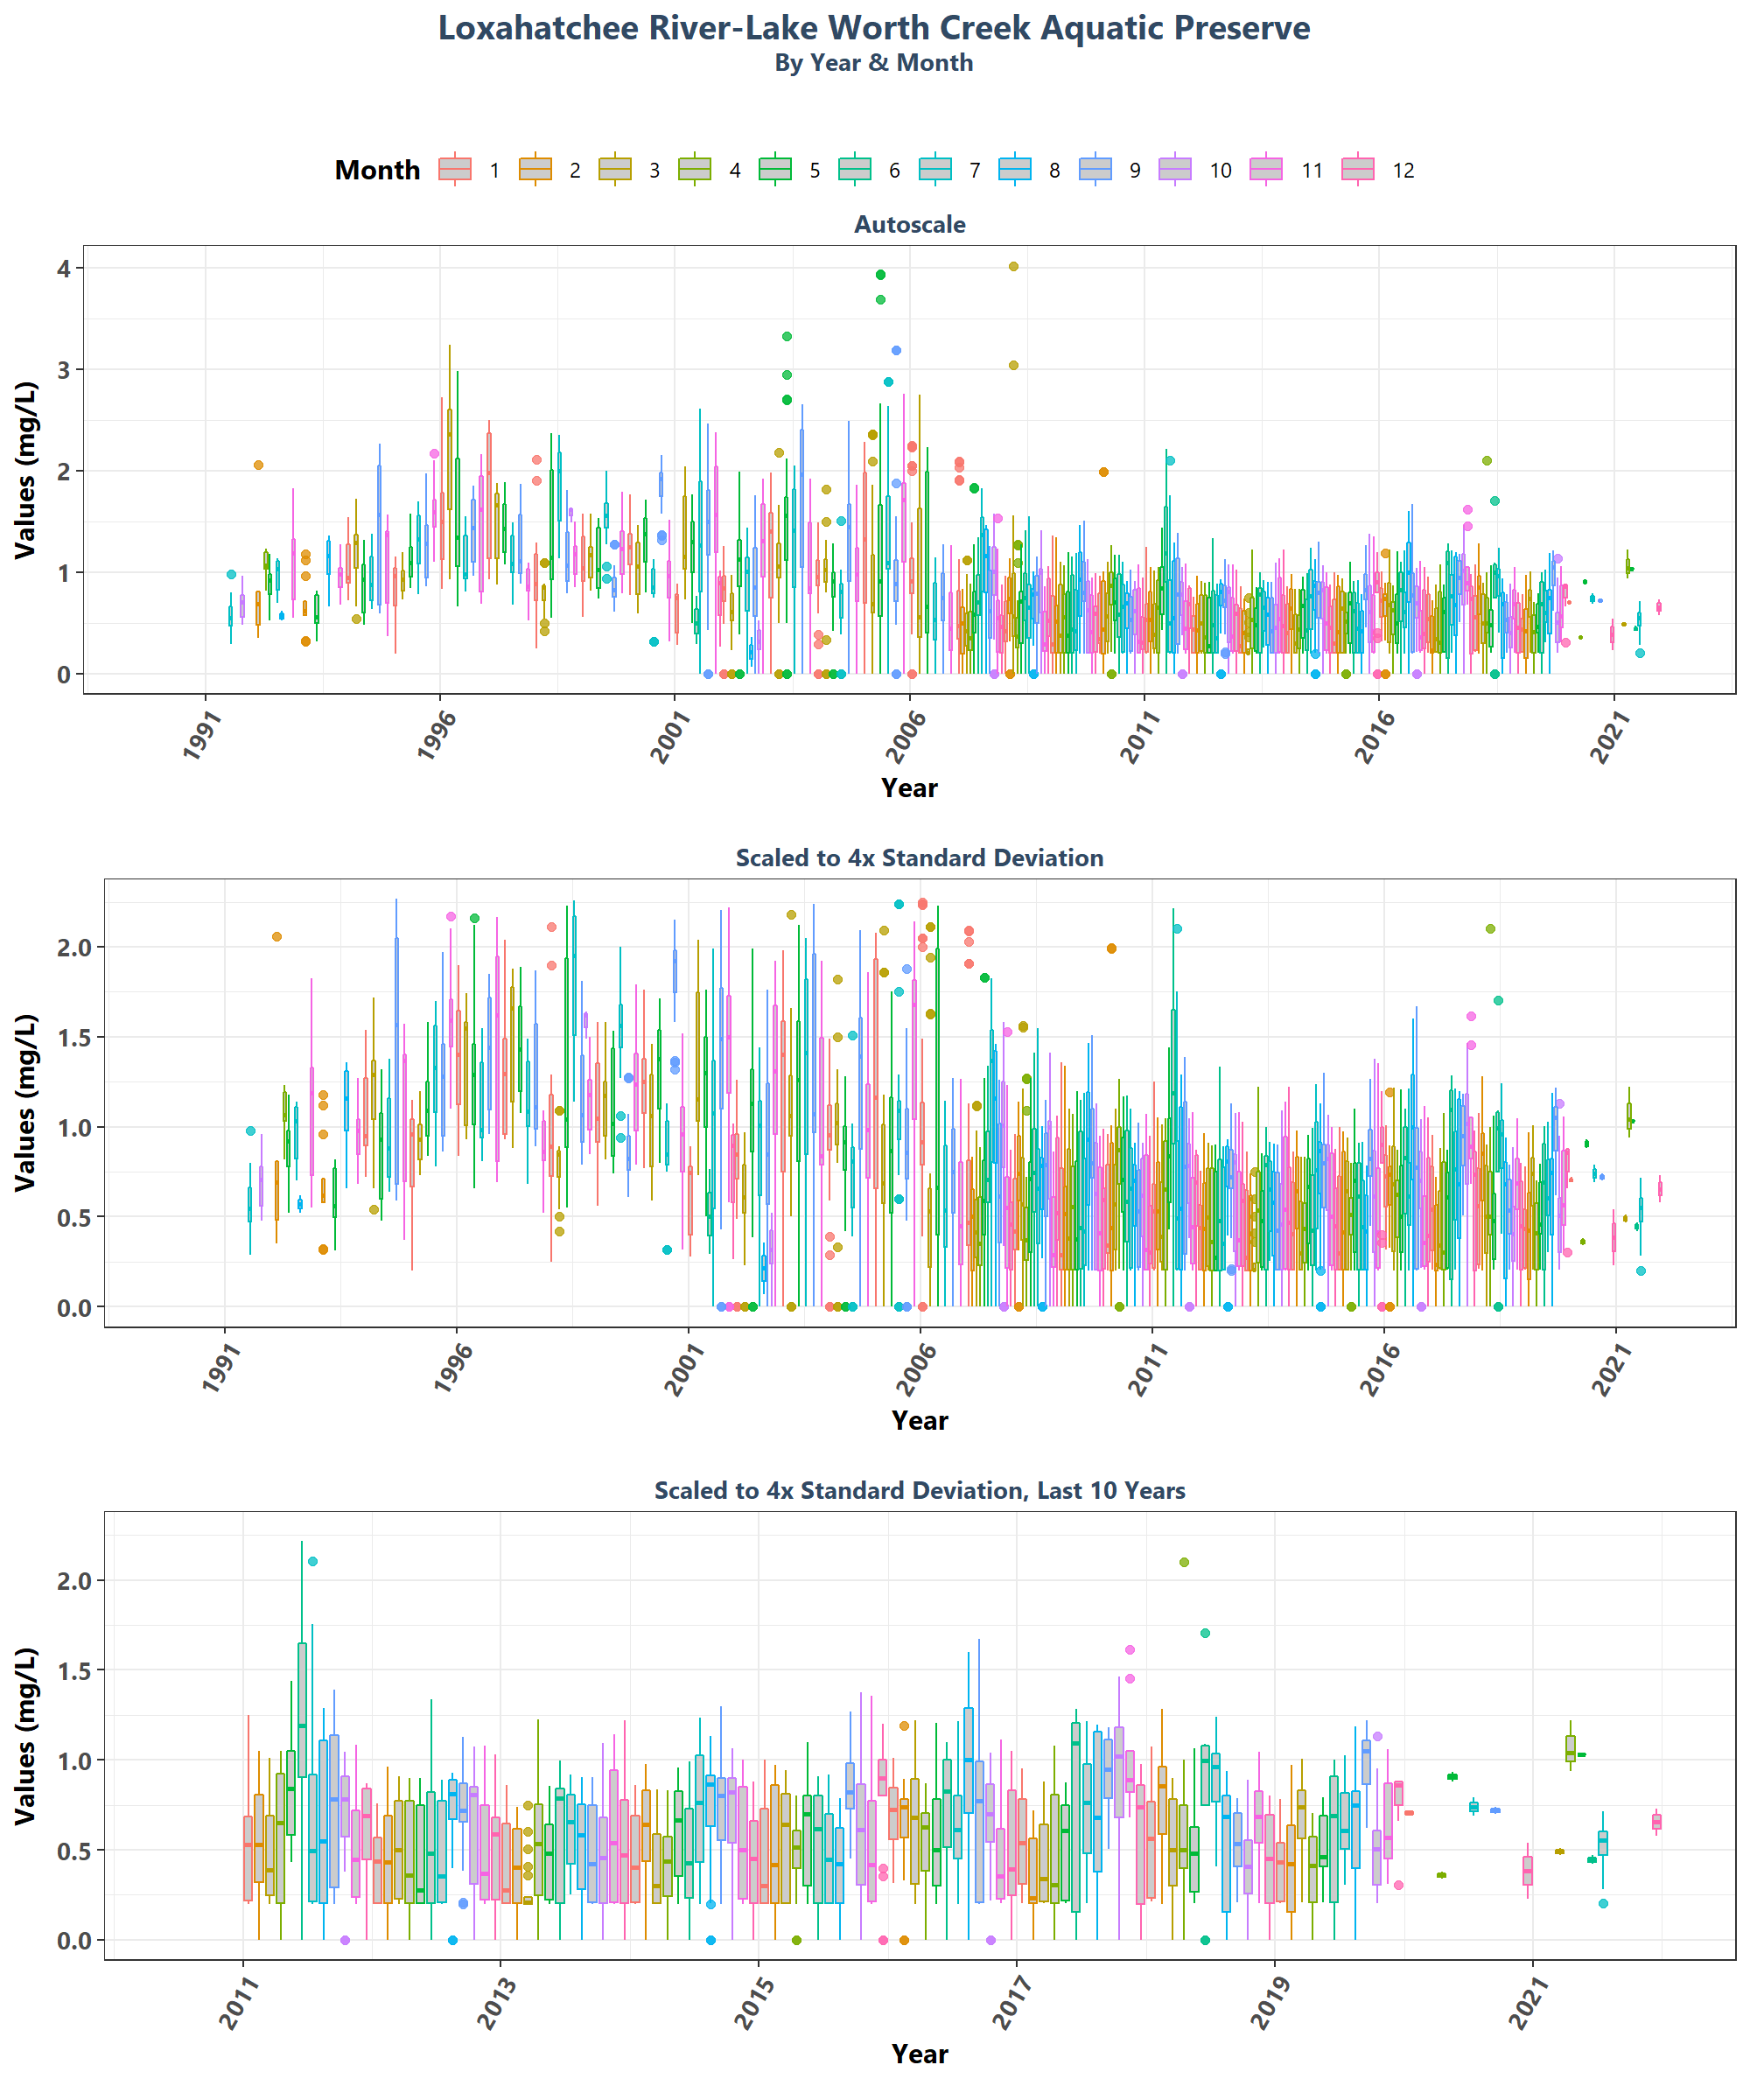 Loxahatchee River-Lake Worth Creek Aquatic Preserve
By Year & Month
Month 1 2 3 4 5 6 7 8 9 10 11 12
Autoscale
Values (mg/L)
4
3
2
1
0
1991 1996 2001 2006 2011 2016 2021
Year
Scaled to 4x Standard Deviation
Values (mg/L)
2.0
1.5
1.0
0.5
0.0
1991 1996 2001 2006 2011 2016 2021
Year
Scaled to 4x Standard Deviation, Last 10 Years
Values (mg/L)
2.0
1.5
1.0
0.5
0.0
2011 2013 2015 2017 2019 2021
Year